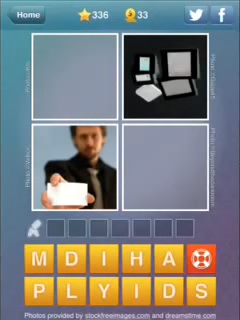 Home 336 33
M D I H A
P L Y I D S
Photos provided by stockfreeimages.com and dreamstime.com